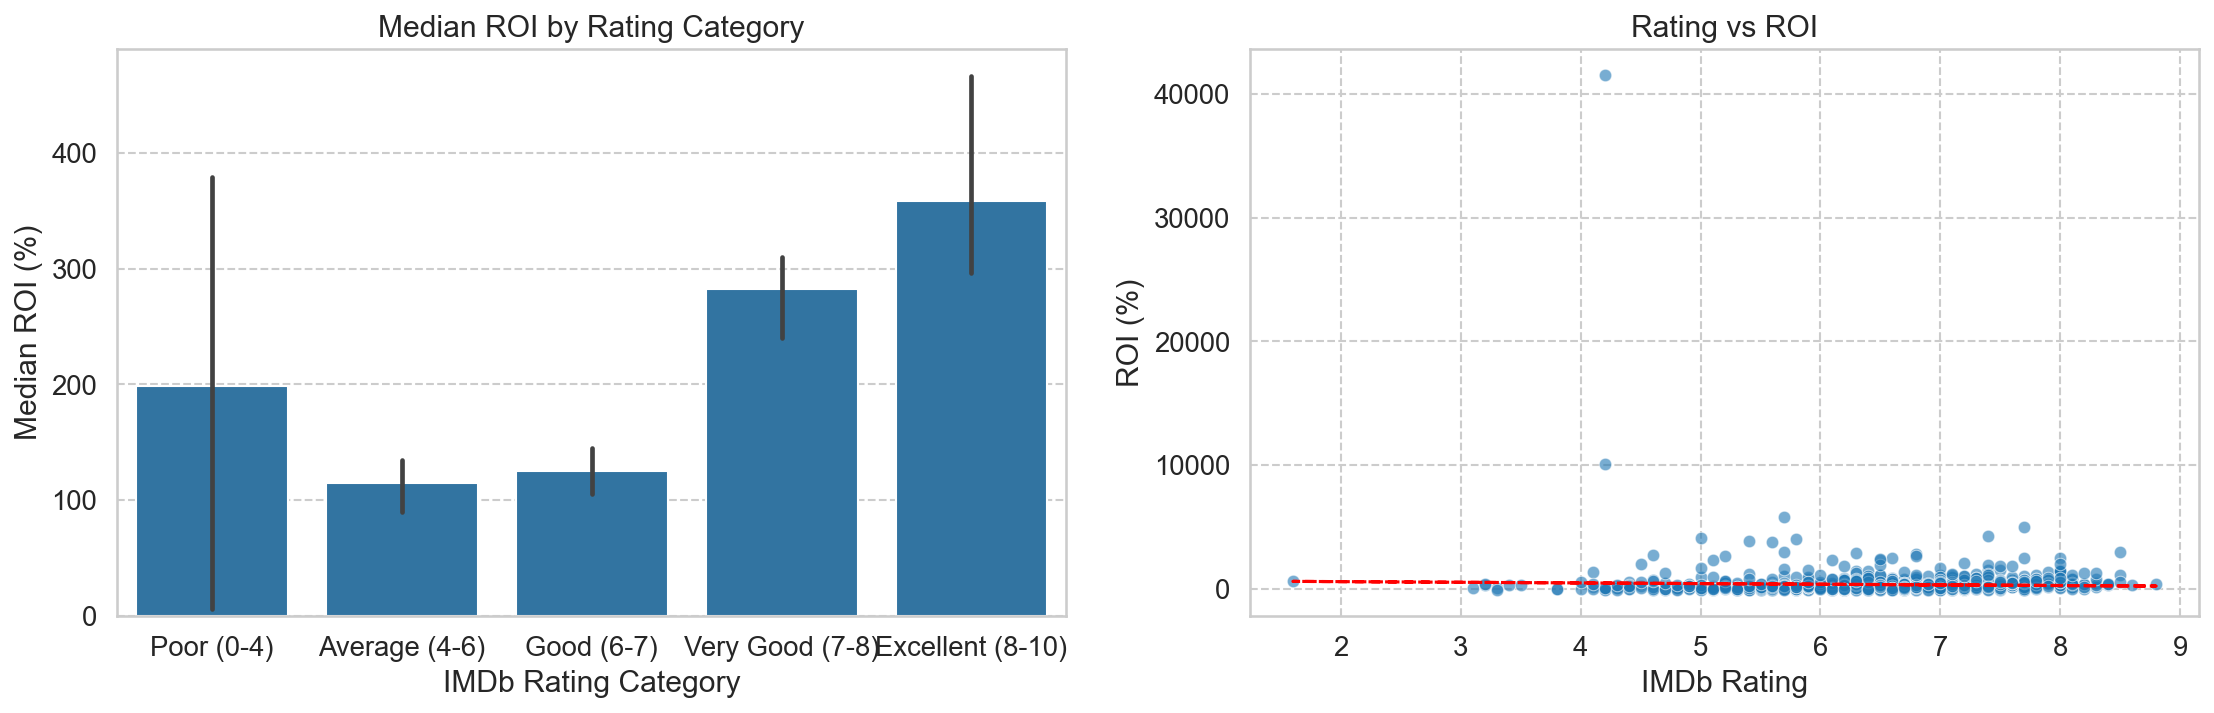 Median ROI by Rating Category
Median ROI (%)
400
300
200
100
0
Poor (0-4)
Average (4-6)
Good (6-7)
Very Good (7-8)
Excellent (8-10)
IMDb Rating Category
Rating vs ROI
ROI (%)
40000
30000
20000
10000
0
2
3
4
5
6
7
8
9
IMDb Rating